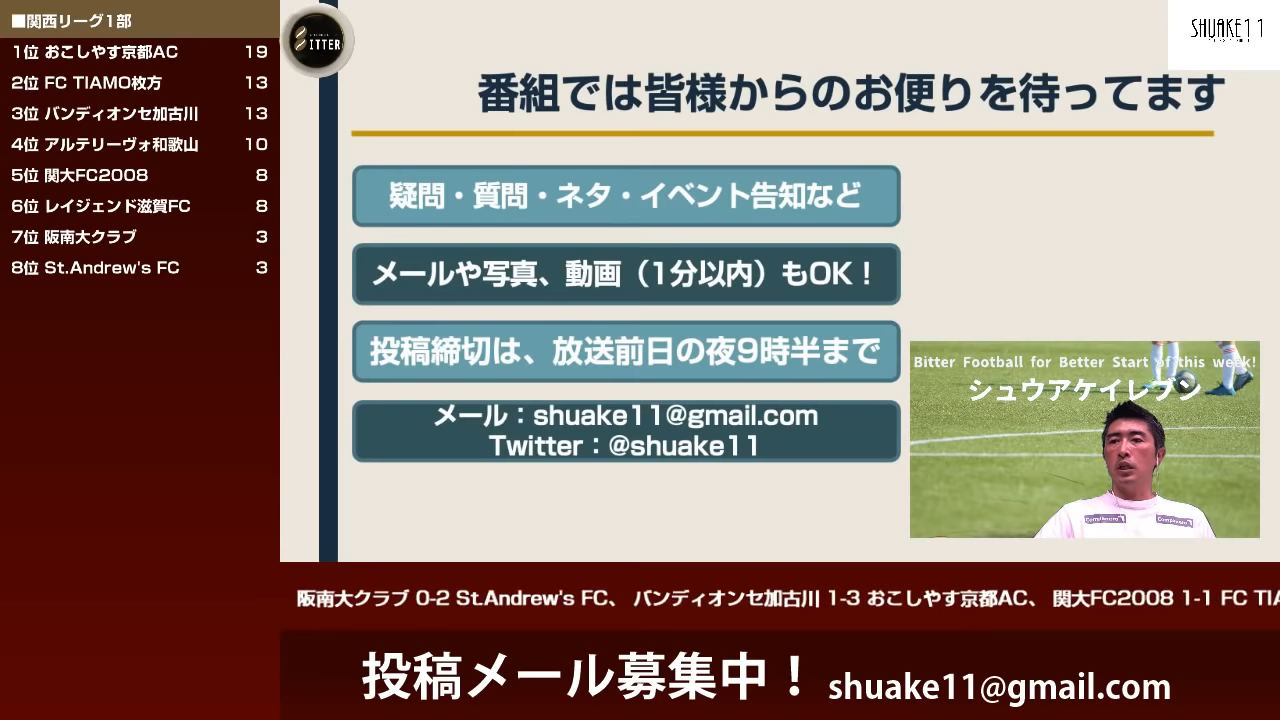 ■関西リーグ1部
1位 おこしやす京都AC 19
2位 FC TIAMO枚方 13
3位 バンディオンセ加古川 13
4位 アルテリーヴォ和歌山 10
5位 関大FC2008 8
6位 レイジェンド滋賀FC 8
7位 阪南大クラブ 3
8位 St.Andrew's FC 3
BITTER
SHUAKE11
番組では皆様からのお便りを待ってます
疑問・質問・ネタ・イベント告知など
メールや写真、動画（1分以内）もOK！
投稿締切は、放送前日の夜9時半まで
メール：shuake11@gmail.com
Twitter：@shuake11
Bitter Football for Better Start of this week!
シュウアケイレブン
阪南大クラブ 0-2 St.Andrew's FC、 バンディオンセ加古川 1-3 おこしやす京都AC、 関大FC2008 1-1 FC TIA
投稿メール募集中！ shuake11@gmail.com